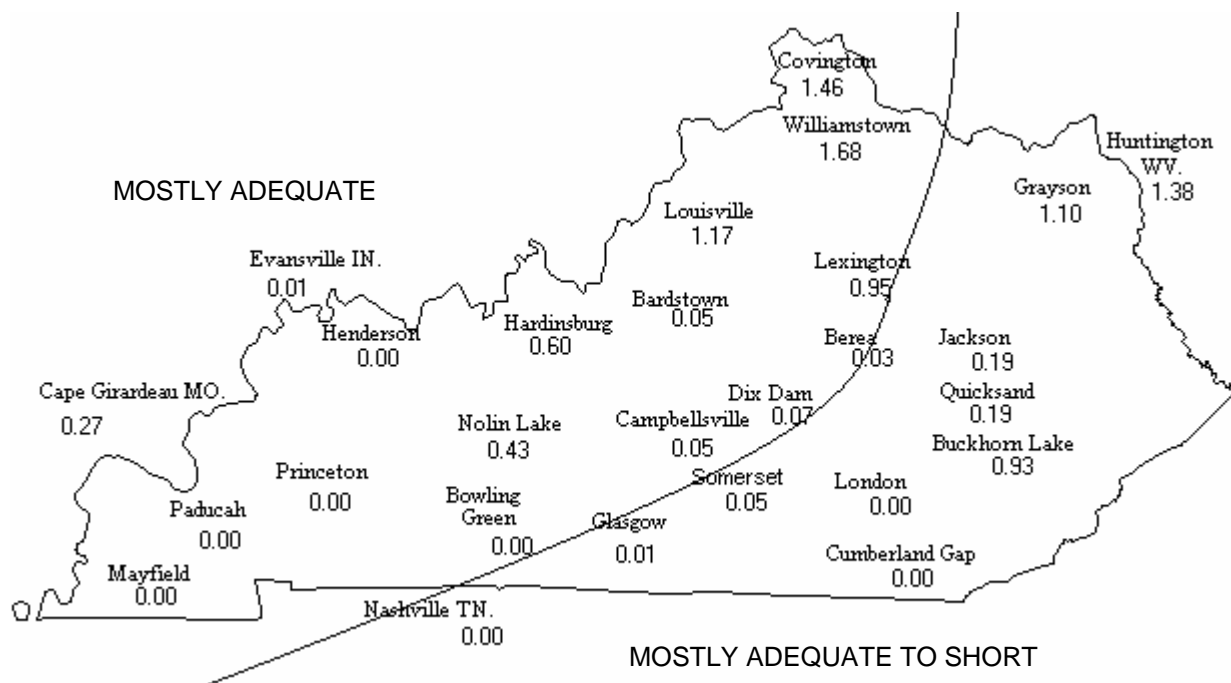 Covington
1.46
Williamstown
1.68
Huntington
WV.
1.38
MOSTLY ADEQUATE
Grayson
1.10
Louisville
1.17
Evansville IN.
0.01
Lexington
0.95
Bardstown
0.05
Henderson
0.00
Hardinsburg
0.60
Berea
0.03
Jackson
0.19
Cape Girardeau MO.
0.27
Dix Dam
0.07
Quicksand
0.19
Nolin Lake
0.43
Campbellsville
0.05
Buckhorn Lake
0.93
Princeton
0.00
Somerset
0.05
London
0.00
Paducah
0.00
Bowling
Green
0.00
Glasgow
0.01
Mayfield
0.00
Cumberland Gap
0.00
Nashville TN.
0.00
MOSTLY ADEQUATE TO SHORT